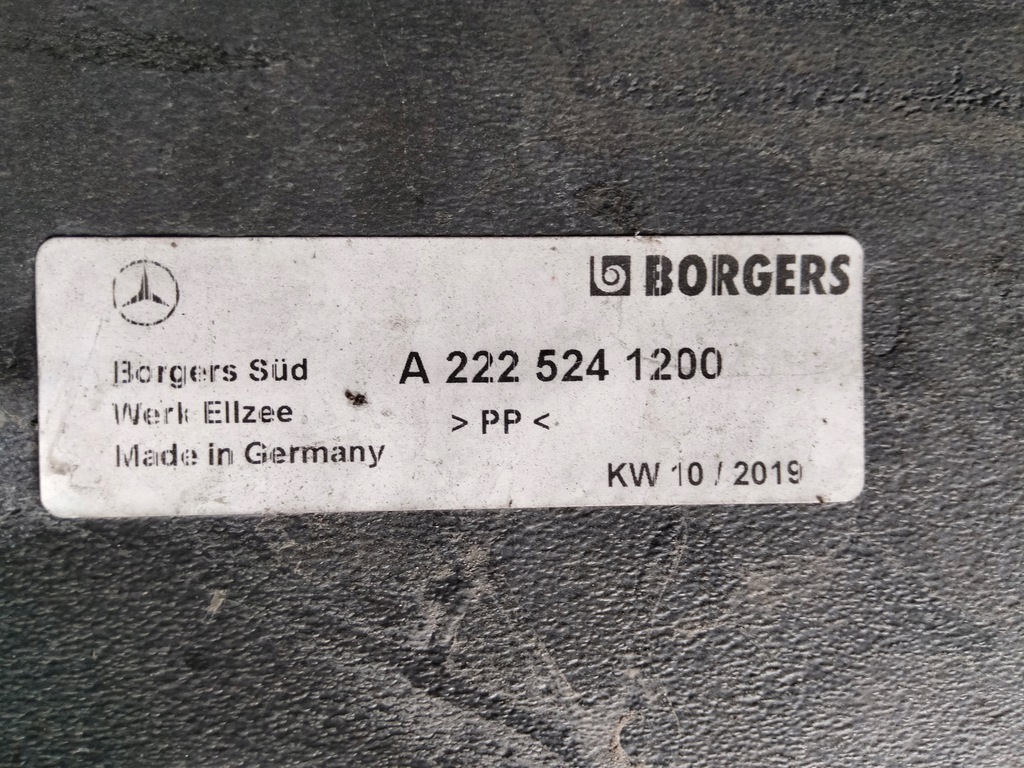 BORGERS
Borgers Süd A 222 524 1200
Werk Ellzee > PP <
Made in Germany
KW 10 / 2019